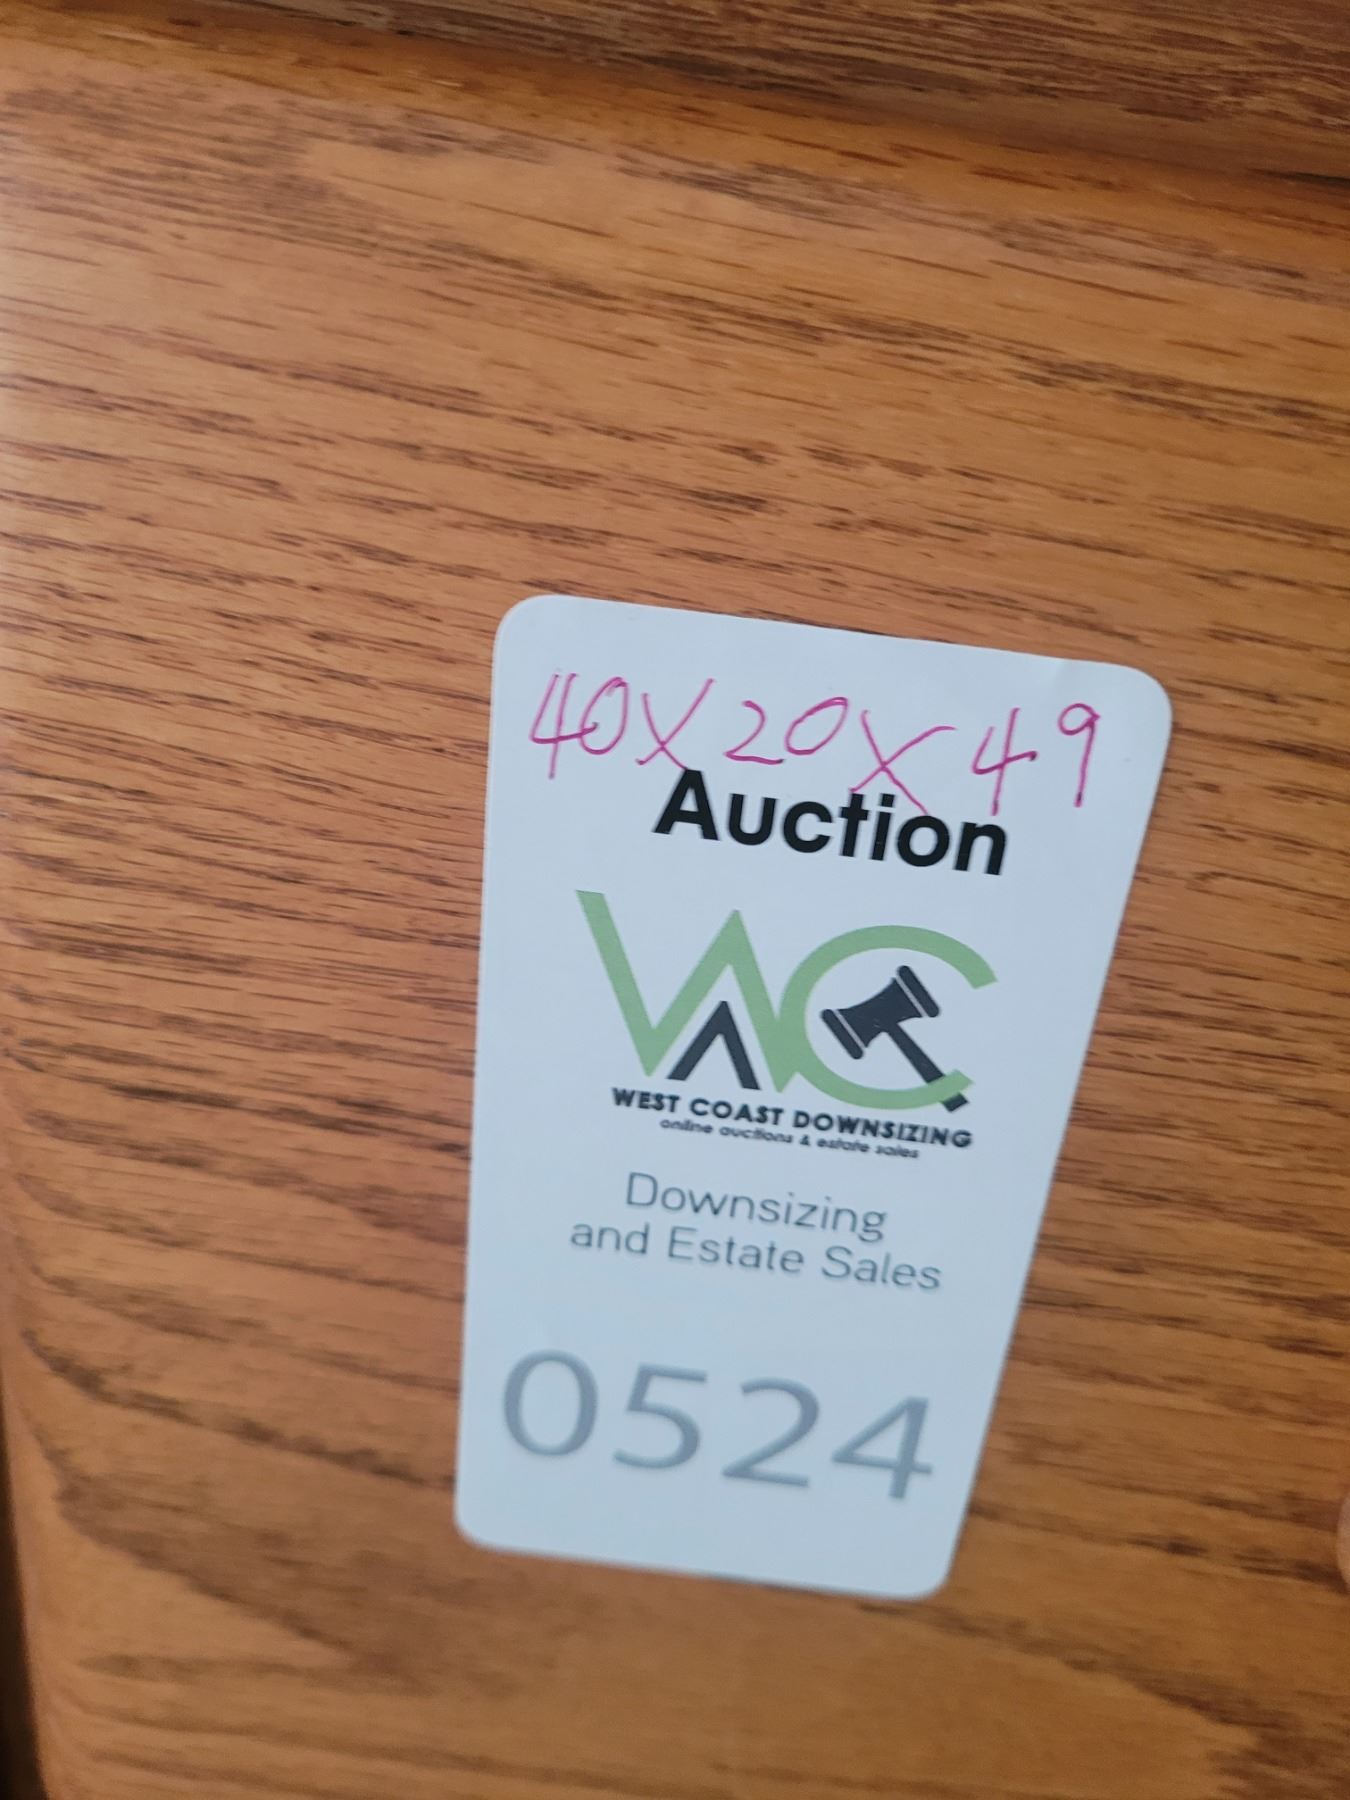 40X20X49
Auction
WC
WEST COAST DOWNSIZING
online auctions & estate sales
Downsizing
and Estate Sales
0524